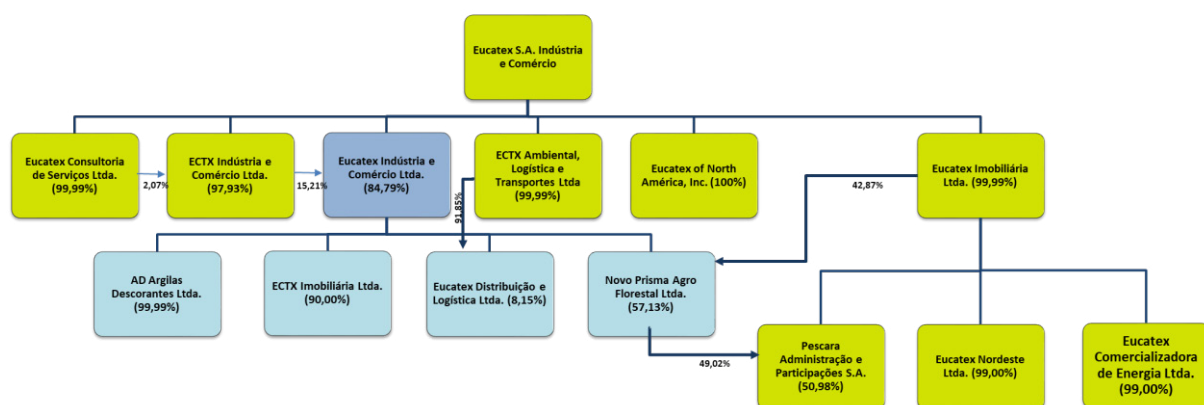 Eucatex S.A. Indústria
e Comércio
Eucatex Consultoria
de Serviços Ltda.
(99,99%)
2,07%
ECTX Indústria e
Comércio Ltda.
(97,93%)
15,21%
Eucatex Indústria e
Comércio Ltda.
(84,79%)
ECTX Ambiental,
Logística e
Transportes Ltda
(99,99%)
91,85%
Eucatex of North
América, Inc. (100%)
42,87%
Eucatex Imobiliária
Ltda. (99,99%)
AD Argilas
Descorantes Ltda.
(99,99%)
ECTX Imobiliária Ltda.
(90,00%)
Eucatex Distribuição e
Logística Ltda. (8,15%)
Novo Prisma Agro
Florestal Ltda.
(57,13%)
49,02%
Pescara
Administração e
Participações S.A.
(50,98%)
Eucatex Nordeste
Ltda. (99,00%)
Eucatex
Comercializadora
de Energia Ltda.
(99,00%)